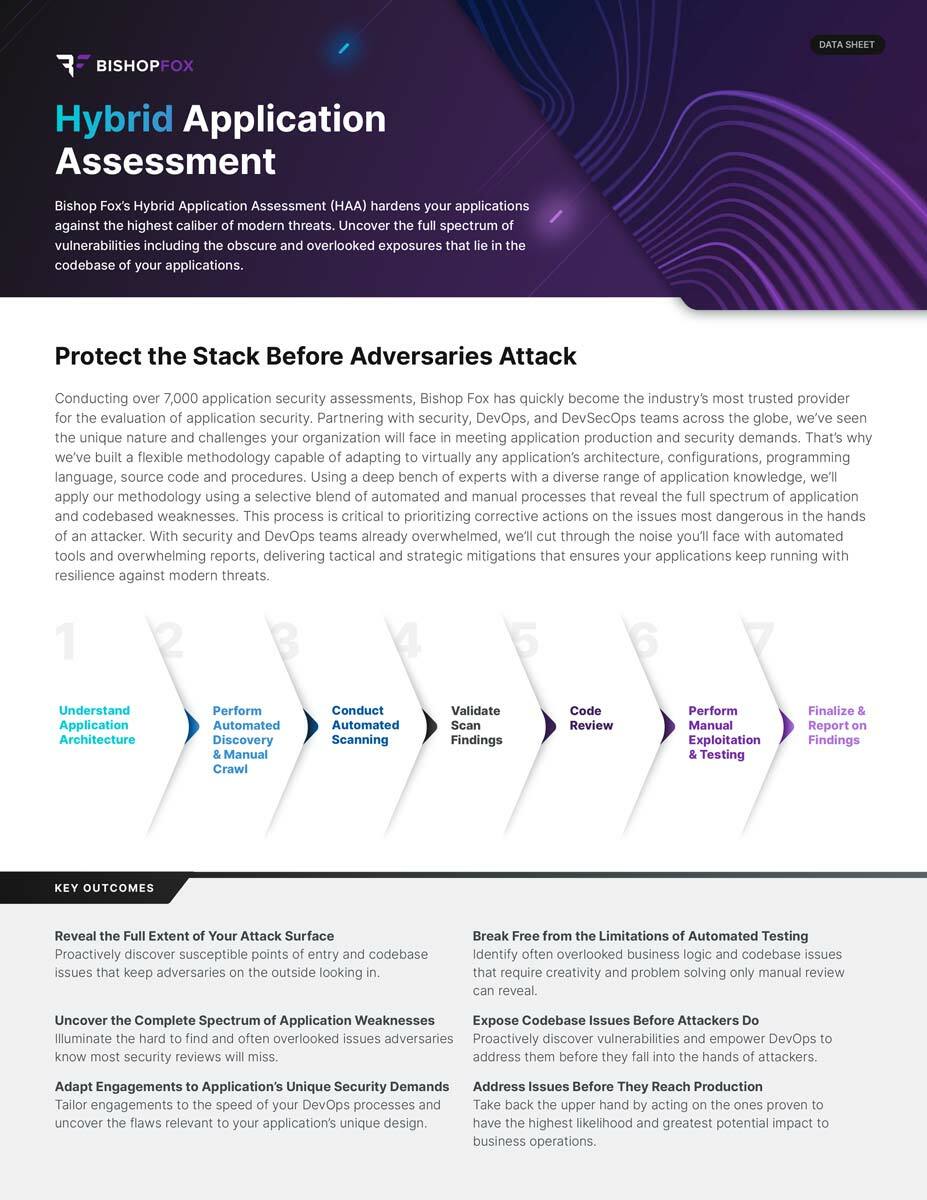 DATA SHEET
BISHOPFOX
Hybrid Application
Assessment
Bishop Fox’s Hybrid Application Assessment (HAA) hardens your applications
against the highest caliber of modern threats. Uncover the full spectrum of
vulnerabilities including the obscure and overlooked exposures that lie in the
codebase of your applications.
Protect the Stack Before Adversaries Attack
Conducting over 7,000 application security assessments, Bishop Fox has quickly become the industry’s most trusted provider
for the evaluation of application security. Partnering with security, DevOps, and DevSecOps teams across the globe, we’ve seen
the unique nature and challenges your organization will face in meeting application production and security demands. That’s why
we’ve built a flexible methodology capable of adapting to virtually any application’s architecture, configurations, programming
language, source code and procedures. Using a deep bench of experts with a diverse range of application knowledge, we’ll
apply our methodology using a selective blend of automated and manual processes that reveal the full spectrum of application
and codebased weaknesses. This process is critical to prioritizing corrective actions on the issues most dangerous in the hands
of an attacker. With security and DevOps teams already overwhelmed, we’ll cut through the noise you’ll face with automated
tools and overwhelming reports, delivering tactical and strategic mitigations that ensures your applications keep running with
resilience against modern threats.
1
Understand
Application
Architecture
2
Perform
Automated
Discovery
& Manual
Crawl
3
Conduct
Automated
Scanning
4
Validate
Scan
Findings
5
Code
Review
6
Perform
Manual
Exploitation
& Testing
7
Finalize &
Report on
Findings
KEY OUTCOMES
Reveal the Full Extent of Your Attack Surface
Proactively discover susceptible points of entry and codebase
issues that keep adversaries on the outside looking in.
Break Free from the Limitations of Automated Testing
Identify often overlooked business logic and codebase issues
that require creativity and problem solving only manual review
can reveal.
Uncover the Complete Spectrum of Application Weaknesses
Illuminate the hard to find and often overlooked issues adversaries
know most security reviews will miss.
Expose Codebase Issues Before Attackers Do
Proactively discover vulnerabilities and empower DevOps to
address them before they fall into the hands of attackers.
Adapt Engagements to Application’s Unique Security Demands
Tailor engagements to the speed of your DevOps processes and
uncover the flaws relevant to your application’s unique design.
Address Issues Before They Reach Production
Take back the upper hand by acting on the ones proven to
have the highest likelihood and greatest potential impact to
business operations.